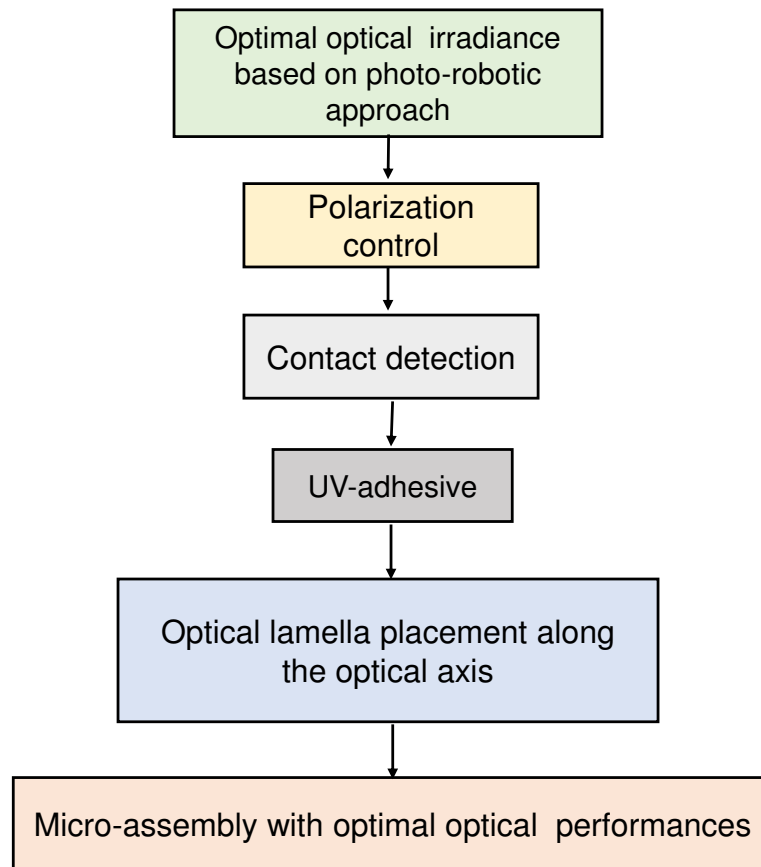 Optimal optical irradiance
based on photo-robotic
approach
Polarization
control
Contact detection
UV-adhesive
Optical lamella placement along
the optical axis
Micro-assembly with optimal optical performances